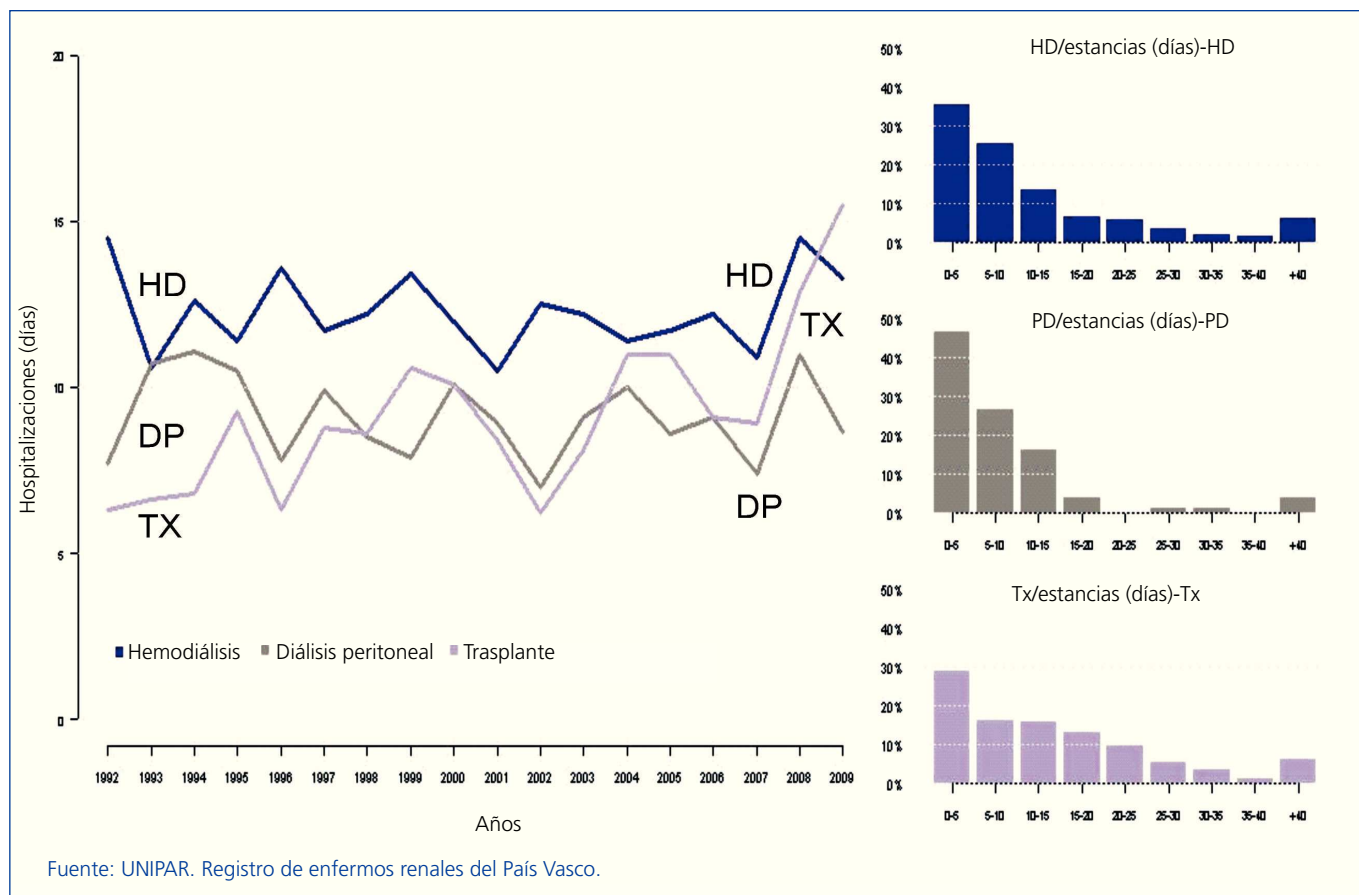 20
15
10
5
0
Hospitalizaciones (días)
HD
DP
TX
HD
TX
DP
Hemodiálisis Diálisis peritoneal Trasplante
1992 1993 1994 1995 1996 1997 1998 1999 2000 2001 2002 2003 2004 2005 2006 2007 2008 2009
Años
HD/estancias (días)-HD
50%
40%
30%
20%
10%
0%
0-5 5-10 10-15 15-20 20-25 25-30 30-35 35-40 +40
PD/estancias (días)-PD
50%
40%
30%
20%
10%
0%
0-5 5-10 10-15 15-20 20-25 25-30 30-35 35-40 +40
Tx/estancias (días)-Tx
50%
40%
30%
20%
10%
0%
0-5 5-10 10-15 15-20 20-25 25-30 30-35 35-40 +40
Fuente: UNIPAR. Registro de enfermos renales del País Vasco.